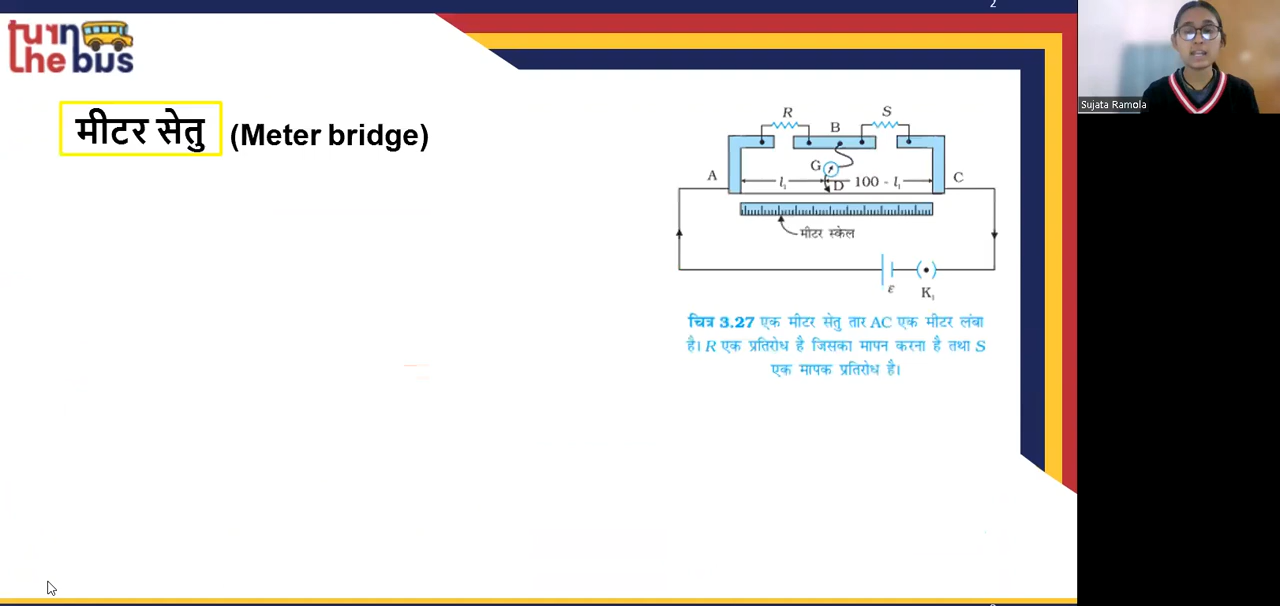 2
turn
the bus
Sujata Ramola
मीटर सेतु (Meter bridge)
R
S
B
G
A
C
l₁
100 - l₁
D
मीटर स्केल
ε
K₁
चित्र 3.27 एक मीटर सेतु तार AC एक मीटर लंबा
है। R एक प्रतिरोध है जिसका मापन करना है तथा S
एक मापक प्रतिरोध है।